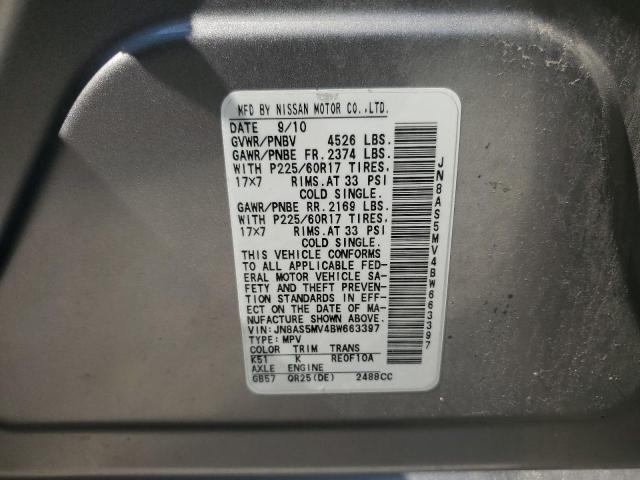 MFD BY NISSAN MOTOR CO.,LTD.
DATE 9/10
GVWR/PNBV 4526 LBS.
GAWR/PNBE FR. 2374 LBS.
WITH P225/60R17 TIRES,
17×7 RIMS.AT 33 PSI
COLD SINGLE.
GAWR/PNBE RR. 2169 LBS.
WITH P225/60R17 TIRES,
17×7 RIMS.AT 33 PSI
COLD SINGLE.
THIS VEHICLE CONFORMS
TO ALL APPLICABLE FED-
ERAL MOTOR VEHICLE SA-
FETY AND THEFT PREVEN-
TION STANDARDS IN EFF-
ECT ON THE DATE OF MA-
NUFACTURE SHOWN ABOVE.
VIN: JN8AS5MV4BW663397
TYPE: MPV
COLOR TRIM TRANS
K51 K RE0F10A
AXLE ENGINE
GB57 QR25(DE) 2488CC
JN8AS5MV4BW663397